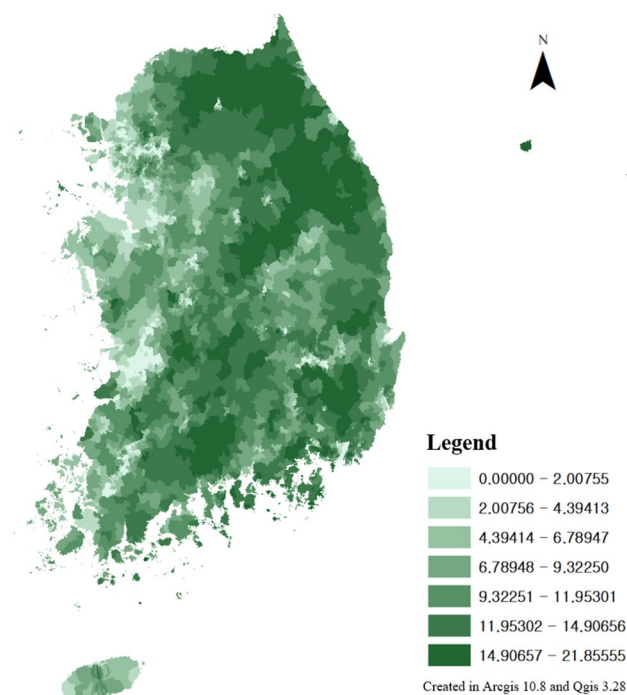 N
Legend
0.00000 – 2.00755
2.00756 – 4.39413
4.39414 – 6.78947
6.78948 – 9.32250
9.32251 – 11.95301
11.95302 – 14.90656
14.90657 – 21.85555
Created in Arcgis 10.8 and Qgis 3.28